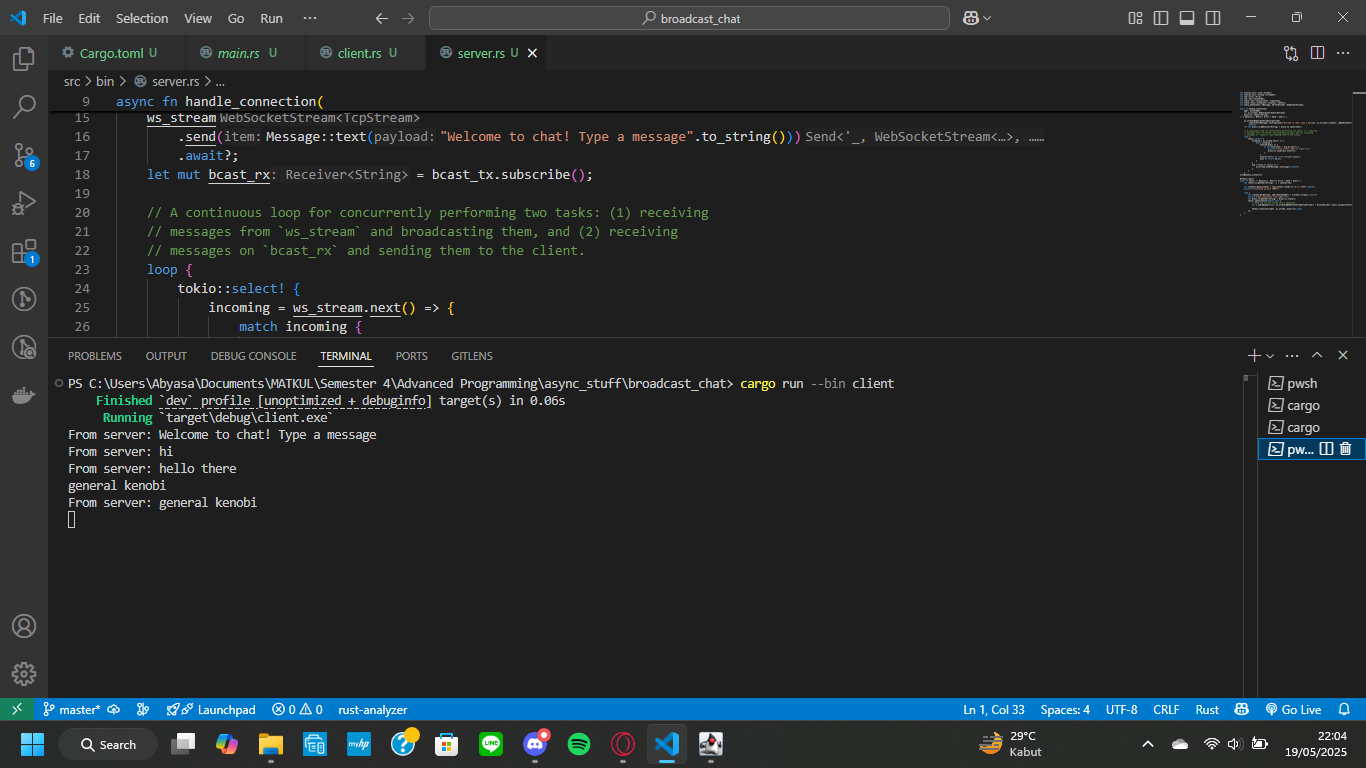 File Edit Selection View Go Run ··· broadcast_chat
Cargo.toml U main.rs U client.rs U server.rs U
src > bin > server.rs > ...
9 async fn handle_connection(
15 ws_stream WebSocketStream<TcpStream>
16 .send(item: Message::text(payload: "Welcome to chat! Type a message".to_string())) Send<'_, WebSocketStream<…>, ……
17 .await?;
18 let mut bcast_rx: Receiver<String> = bcast_tx.subscribe();
19
20 // A continuous loop for concurrently performing two tasks: (1) receiving
21 // messages from `ws_stream` and broadcasting them, and (2) receiving
22 // messages on `bcast_rx` and sending them to the client.
23 loop {
24 tokio::select! {
25 incoming = ws_stream.next() => {
26 match incoming {
PROBLEMS OUTPUT DEBUG CONSOLE TERMINAL PORTS GITLENS
PS C:\Users\Abyasa\Documents\MATKUL\Semester 4\Advanced Programming\async_stuff\broadcast_chat> cargo run --bin client
Finished `dev` profile [unoptimized + debuginfo] target(s) in 0.06s
Running `target\debug\client.exe`
From server: Welcome to chat! Type a message
From server: hi
From server: hello there
general kenobi
From server: general kenobi
pwsh
cargo
cargo
pw...
6
1
master* Launchpad 0 0 rust-analyzer Ln 1, Col 33 Spaces: 4 UTF-8 CRLF Rust Go Live
Search
myhp
LINE
29°C
Kabut
22:04
19/05/2025